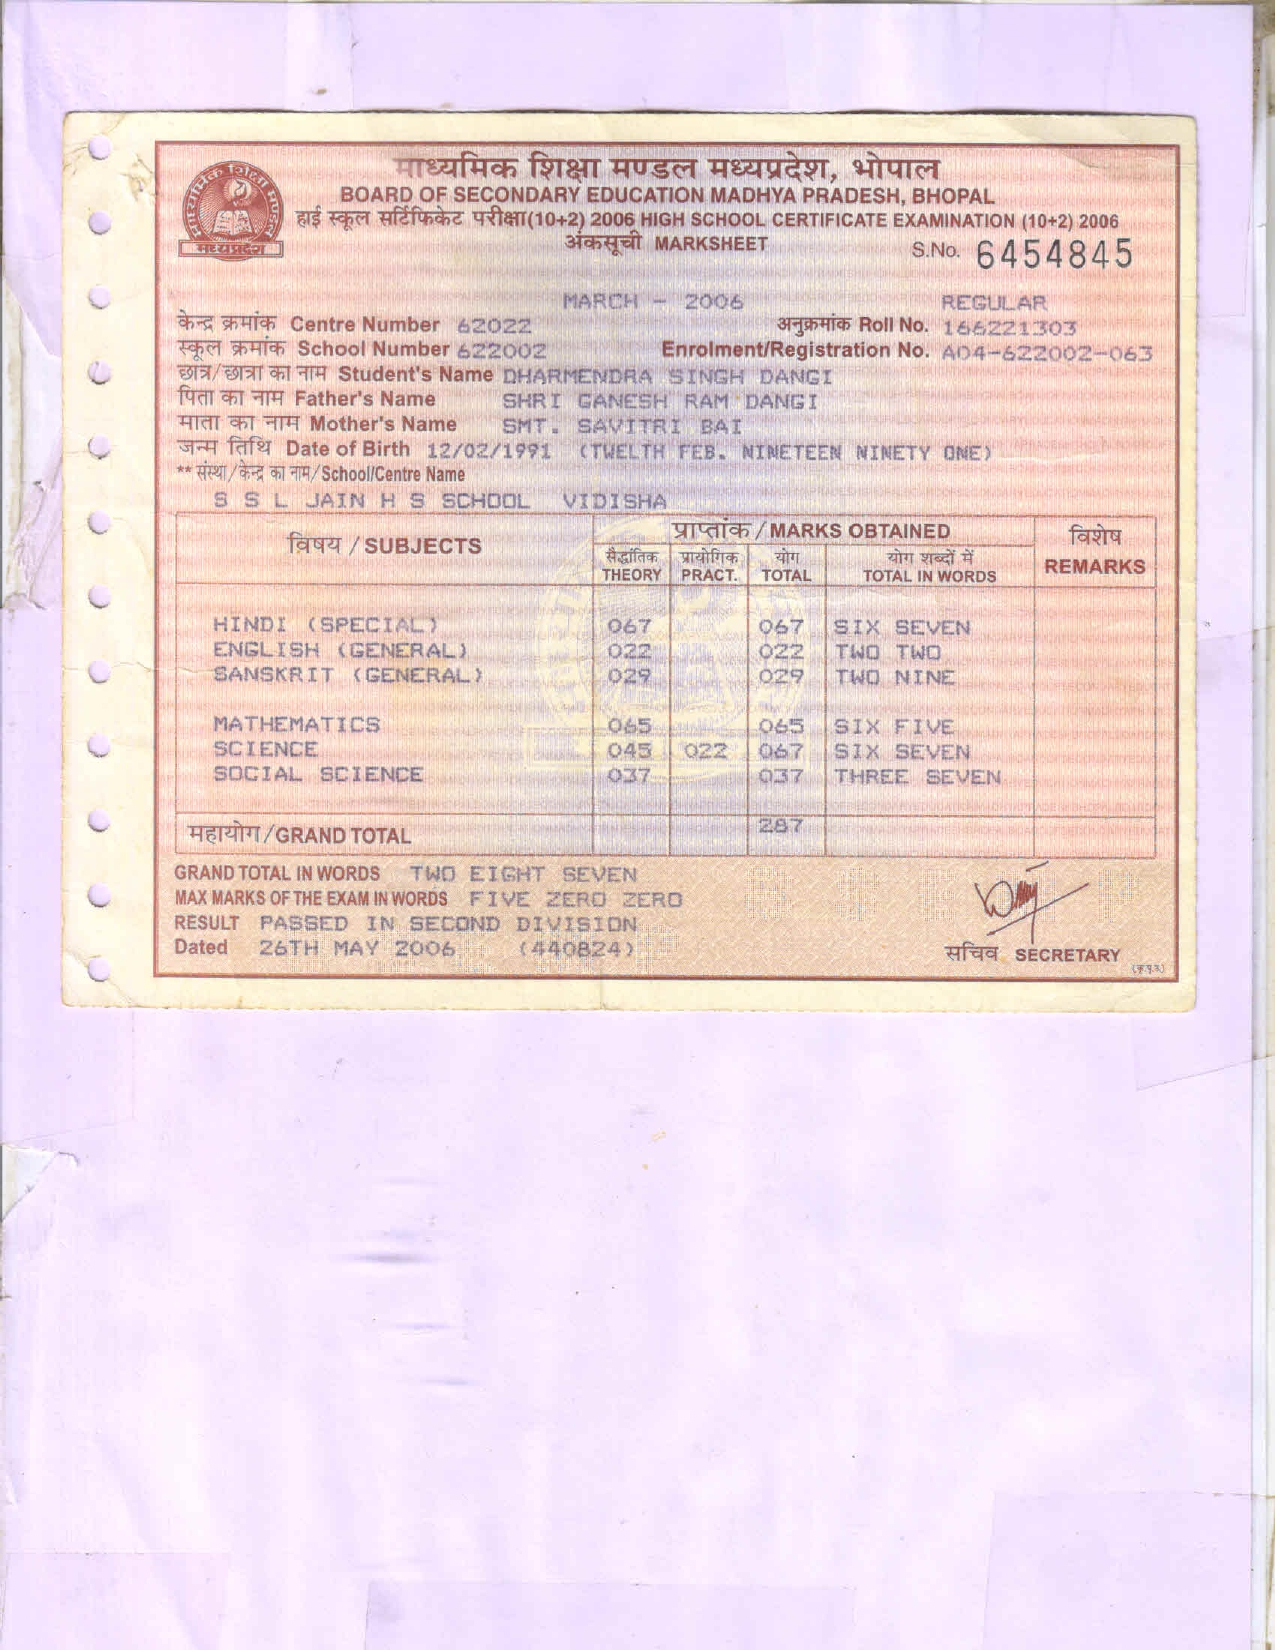 माध्यमिक शिक्षा मण्डल मध्यप्रदेश, भोपाल
BOARD OF SECONDARY EDUCATION MADHYA PRADESH, BHOPAL
हाई स्कूल सर्टिफिकेट परीक्षा(10+2) 2006 HIGH SCHOOL CERTIFICATE EXAMINATION (10+2) 2006
अंकसूची MARKSHEET
मध्यप्रदेश
S.No. 6454845
MARCH - 2006 REGULAR
केन्द्र क्रमांक Centre Number 62022 अनुक्रमांक Roll No. 166221303
स्कूल क्रमांक School Number 622002 Enrolment/Registration No. A04-622002-063
छात्र/छात्रा का नाम Student's Name DHARMENDRA SINGH DANGI
पिता का नाम Father's Name SHRI GANESH RAM DANGI
माता का नाम Mother's Name SMT. SAVITRI BAI
जन्म तिथि Date of Birth 12/02/1991 (TWELTH FEB. NINETEEN NINETY ONE)
** संस्था/केन्द्र का नाम/School/Centre Name
S S L JAIN H S SCHOOL VIDISHA
विषय / SUBJECTS प्राप्तांक / MARKS OBTAINED विशेष REMARKS
सैद्धांतिक THEORY प्रायोगिक PRACT. योग TOTAL योग शब्दों में TOTAL IN WORDS
HINDI (SPECIAL) 067 067 SIX SEVEN
ENGLISH (GENERAL) 022 022 TWO TWO
SANSKRIT (GENERAL) 029 029 TWO NINE
MATHEMATICS 065 065 SIX FIVE
SCIENCE 045 022 067 SIX SEVEN
SOCIAL SCIENCE 037 037 THREE SEVEN
महायोग/GRAND TOTAL 287
GRAND TOTAL IN WORDS TWO EIGHT SEVEN
MAX MARKS OF THE EXAM IN WORDS FIVE ZERO ZERO
RESULT PASSED IN SECOND DIVISION
Dated 26TH MAY 2006 (440824)
सचिव SECRETARY